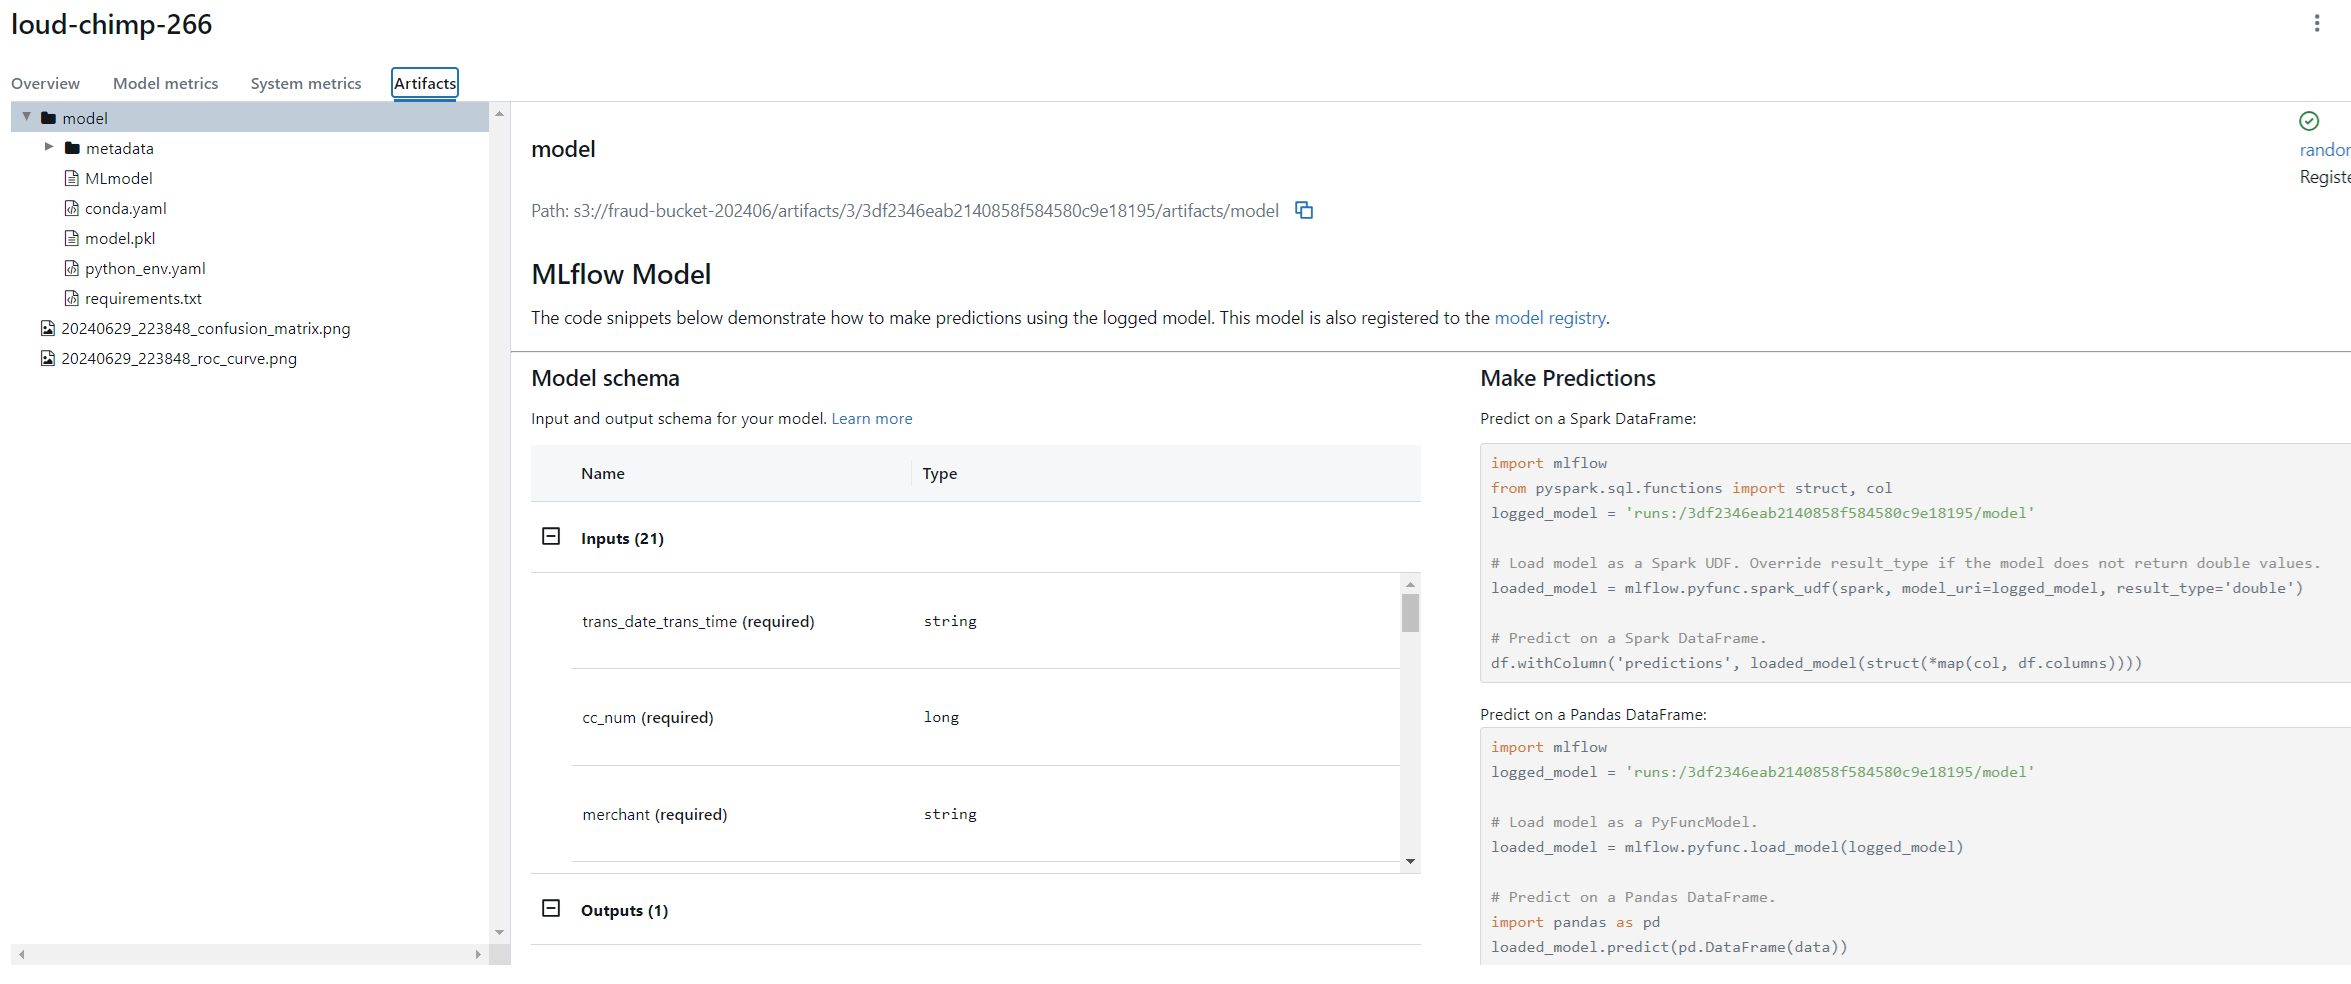 loud-chimp-266
Overview Model metrics System metrics Artifacts
model
metadata
MLmodel
conda.yaml
model.pkl
python_env.yaml
requirements.txt
20240629_223848_confusion_matrix.png
20240629_223848_roc_curve.png
model
Path: s3://fraud-bucket-202406/artifacts/3/3df2346eab2140858f584580c9e18195/artifacts/model
MLflow Model
The code snippets below demonstrate how to make predictions using the logged model. This model is also registered to the model registry.
Model schema
Input and output schema for your model. Learn more
Name Type
Inputs (21)
trans_date_trans_time (required) string
cc_num (required) long
merchant (required) string
Outputs (1)
Make Predictions
Predict on a Spark DataFrame:
import mlflow
from pyspark.sql.functions import struct, col
logged_model = 'runs:/3df2346eab2140858f584580c9e18195/model'
# Load model as a Spark UDF. Override result_type if the model does not return double values.
loaded_model = mlflow.pyfunc.spark_udf(spark, model_uri=logged_model, result_type='double')
# Predict on a Spark DataFrame.
df.withColumn('predictions', loaded_model(struct(*map(col, df.columns))))
Predict on a Pandas DataFrame:
import mlflow
logged_model = 'runs:/3df2346eab2140858f584580c9e18195/model'
# Load model as a PyFuncModel.
loaded_model = mlflow.pyfunc.load_model(logged_model)
# Predict on a Pandas DataFrame.
import pandas as pd
loaded_model.predict(pd.DataFrame(data))